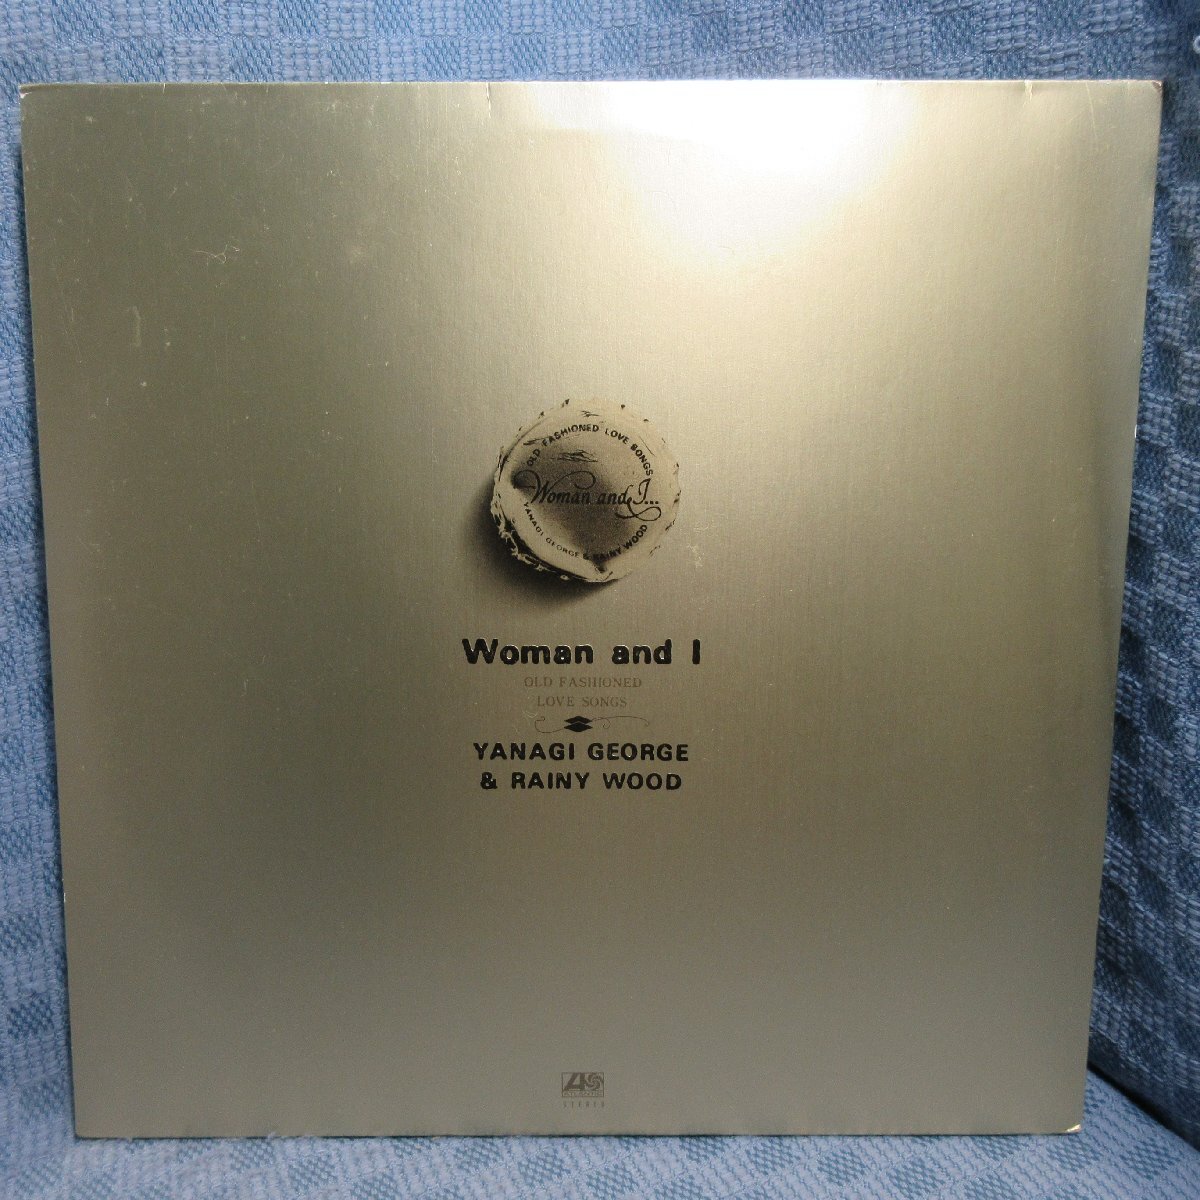 OLD FASHIONED LOVE SONGS
Woman and I...
YANAGI GEORGE & RAINY WOOD
Woman and I
OLD FASHIONED
LOVE SONGS
YANAGI GEORGE
& RAINY WOOD
ATLANTIC
STEREO